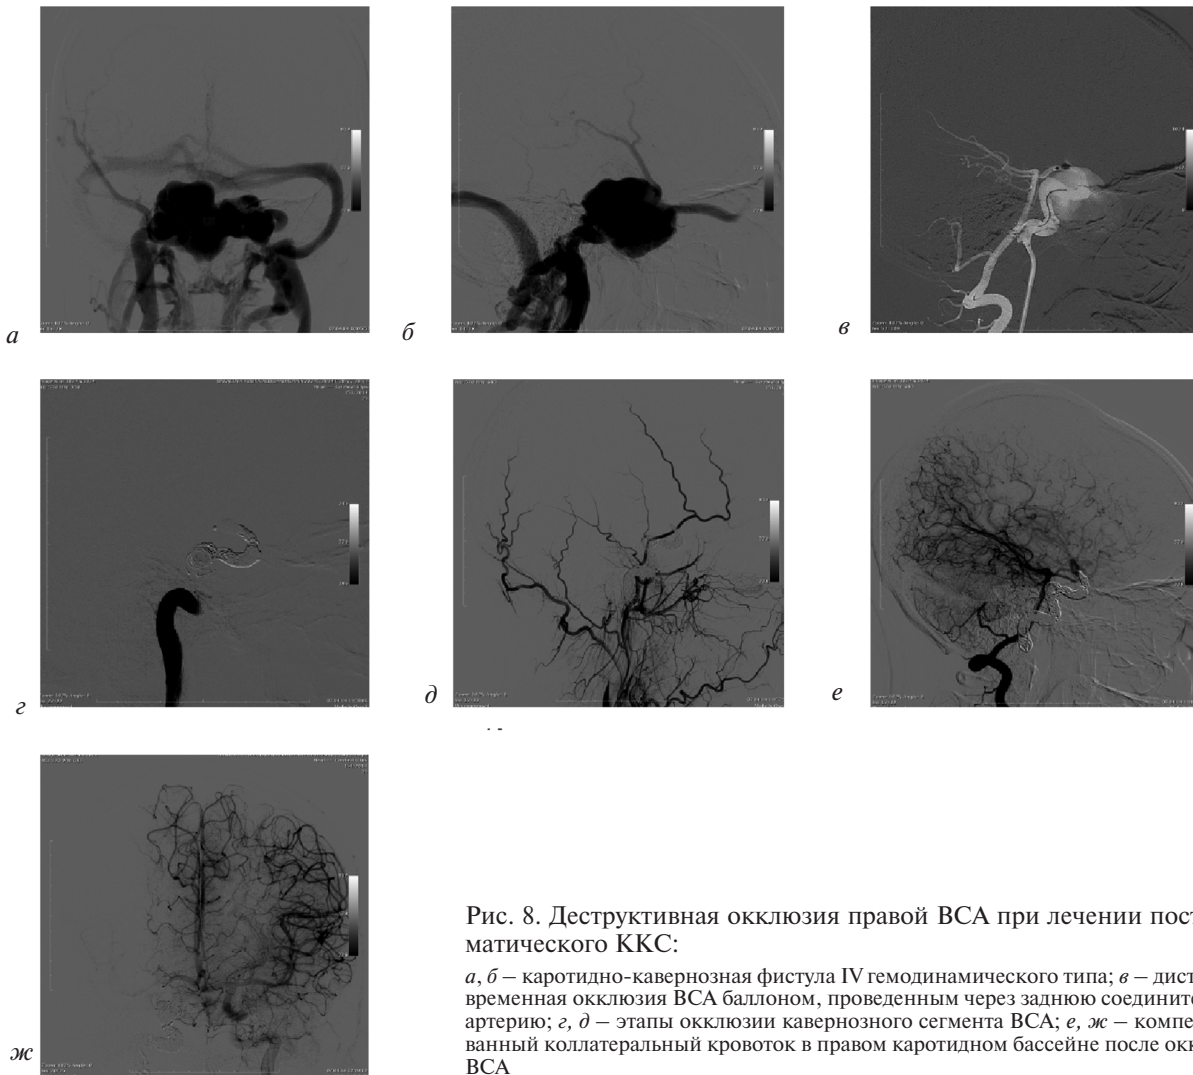 а
б
в
г
д
е
ж
Рис. 8. Деструктивная окклюзия правой ВСА при лечении пост
матического ККС:
а, б – каротидно-кавернозная фистула IV гемодинамического типа; в – дист
временная окклюзия ВСА баллоном, проведенным через заднюю соедините
артерию; г, д – этапы окклюзии кавернозного сегмента ВСА; е, ж – компе
ванный коллатеральный кровоток в правом каротидном бассейне после окк
ВСА